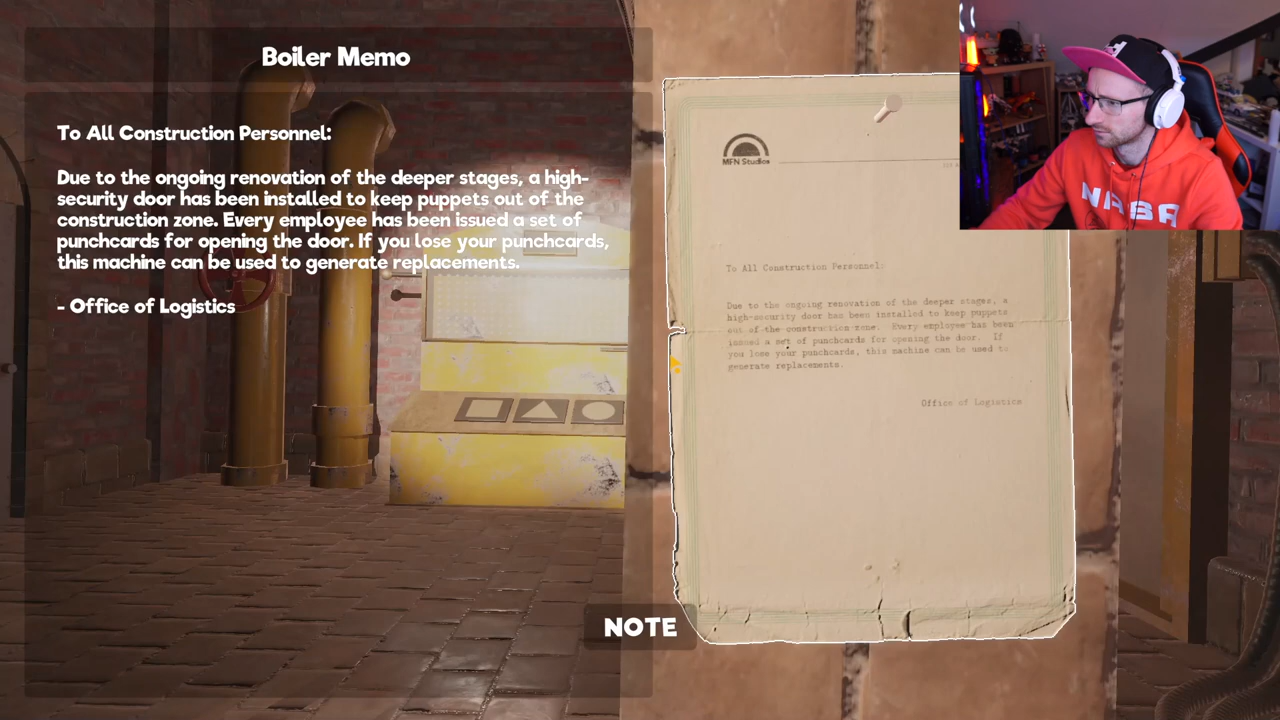 Boiler Memo
To All Construction Personnel:
Due to the ongoing renovation of the deeper stages, a high-
security door has been installed to keep puppets out of the
construction zone. Every employee has been issued a set of
punchcards for opening the door. If you lose your punchcards,
this machine can be used to generate replacements.
- Office of Logistics
MFN Studios
To All Construction Personnel:
Due to the ongoing renovation of the deeper stages, a
high-security door has been installed to keep puppets
out of the construction zone. Every employee has been
issued a set of punchcards for opening the door. If
you lose your punchcards, this machine can be used to
generate replacements.
Office of Logistics
NOTE
NASA